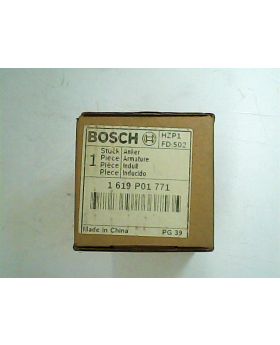 BOSCH HZP1
FD 502
1 Stück Anker
Piece Armature
Pièce Induit
Pieza Inducido
1 619 P01 771
Made in China PG 39